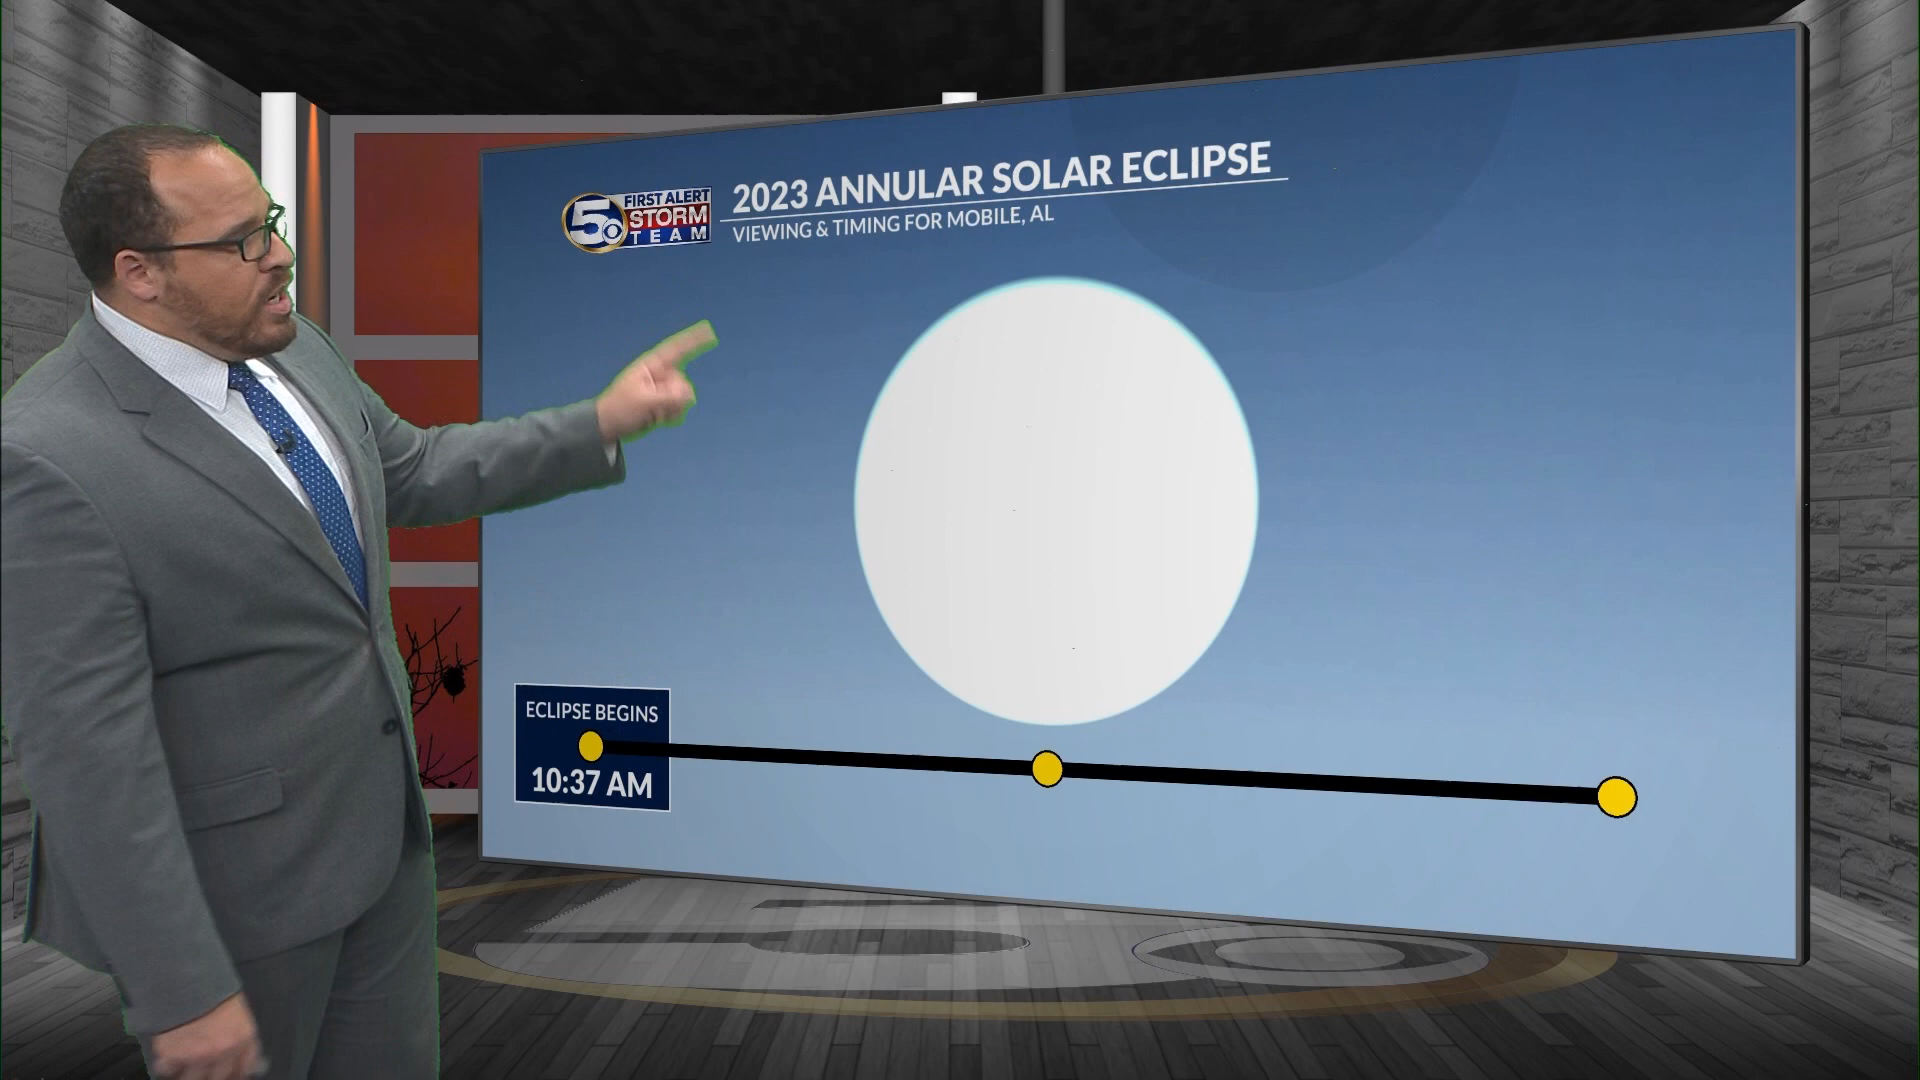 5
FIRST ALERT
STORM
TEAM
2023 ANNULAR SOLAR ECLIPSE
VIEWING & TIMING FOR MOBILE, AL
ECLIPSE BEGINS
10:37 AM